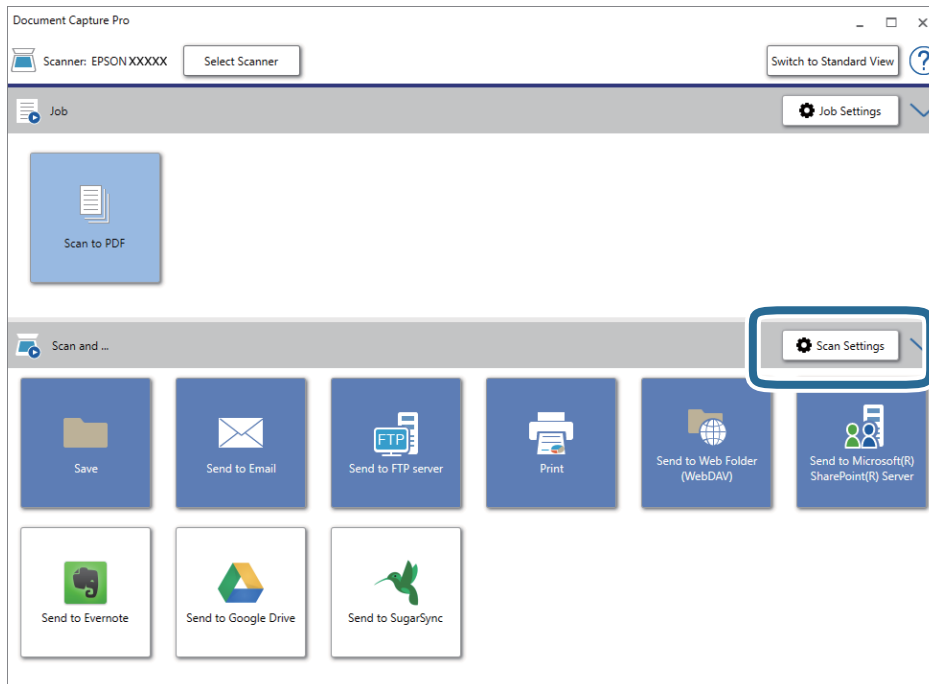 Document Capture Pro
Scanner: EPSON XXXXX
Select Scanner
Switch to Standard View
?
Job
Job Settings
Scan to PDF
Scan and ...
Scan Settings
Save
Send to Email
FTP
Send to FTP server
Print
Send to Web Folder
(WebDAV)
Send to Microsoft(R)
SharePoint(R) Server
Send to Evernote
Send to Google Drive
Send to SugarSync